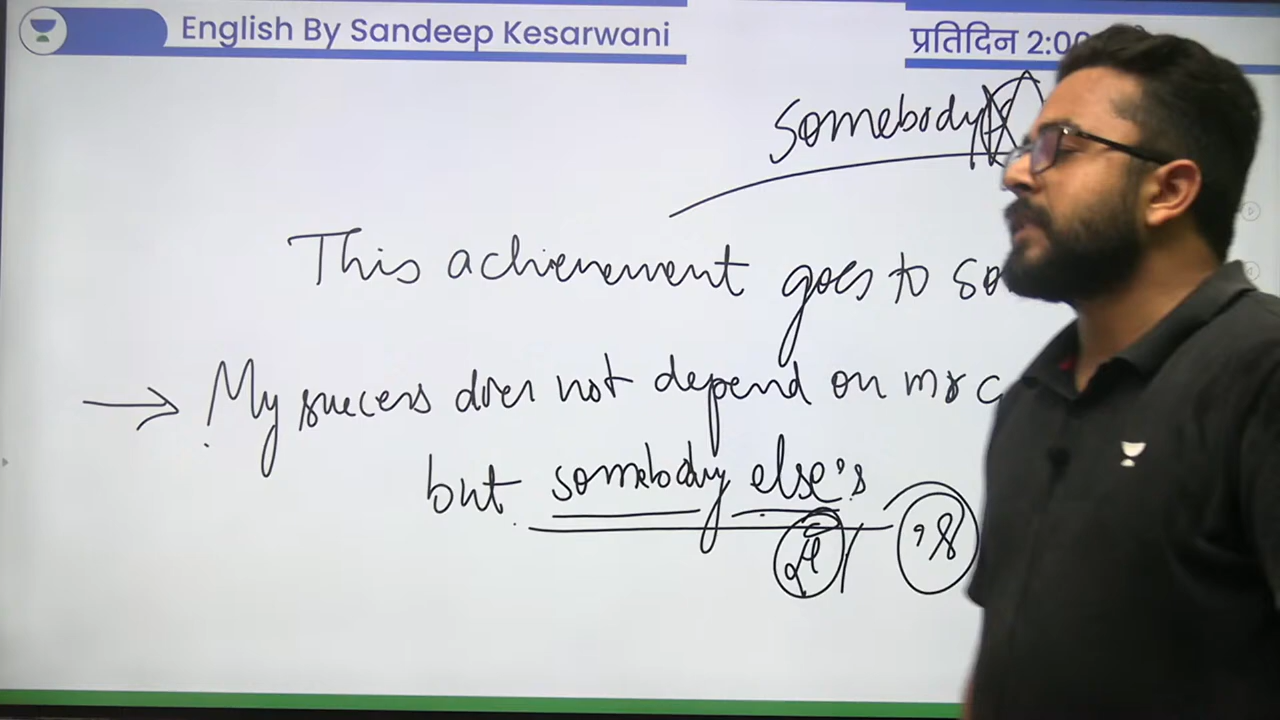 English By Sandeep Kesarwani
प्रतिदिन 2:00
somebody
This achievement goes to so
My success does not depend on
but somebody else's
's